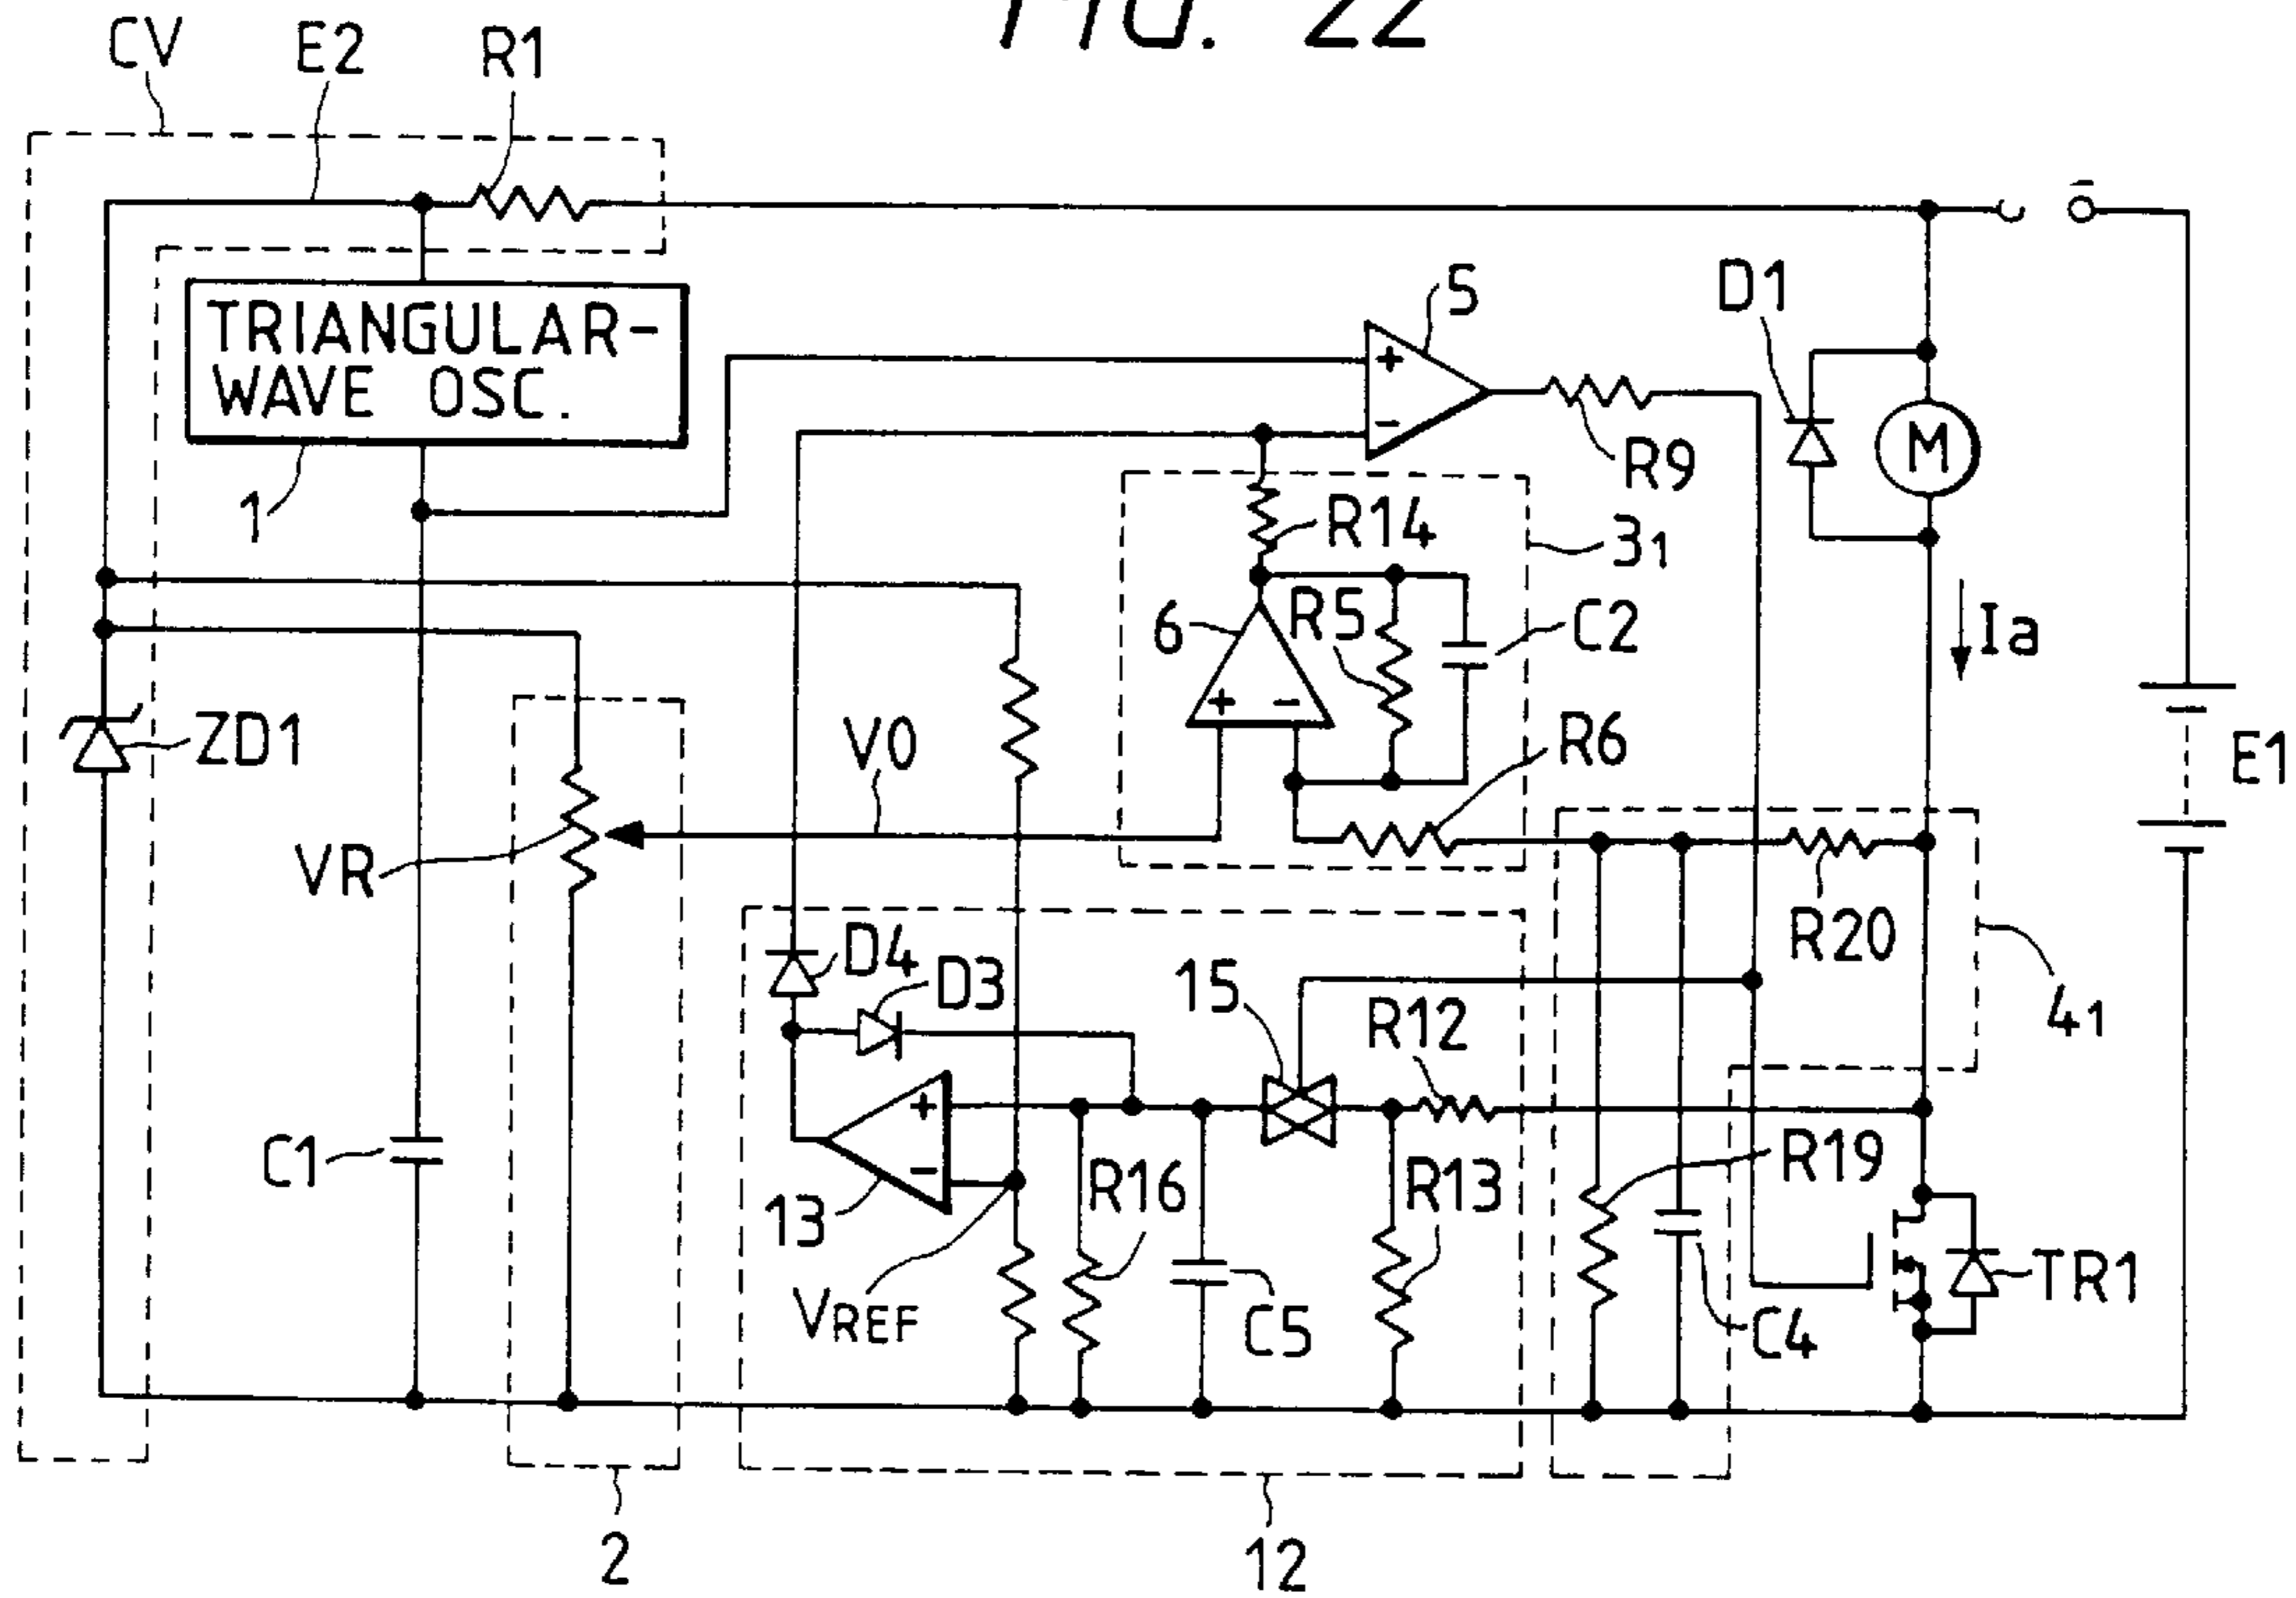 FIG. 22
CV
E2
R1
TRIANGULAR-
WAVE OSC.
1
5
+
-
R9
D1
M
R14
31
6
R5
C2
+ -
Ia
ZD1
V0
R6
E1
VR
R20
41
D4
D3
15
R12
C1
+
-
13
R16
R13
R19
VREF
C5
C4
TR1
2
12